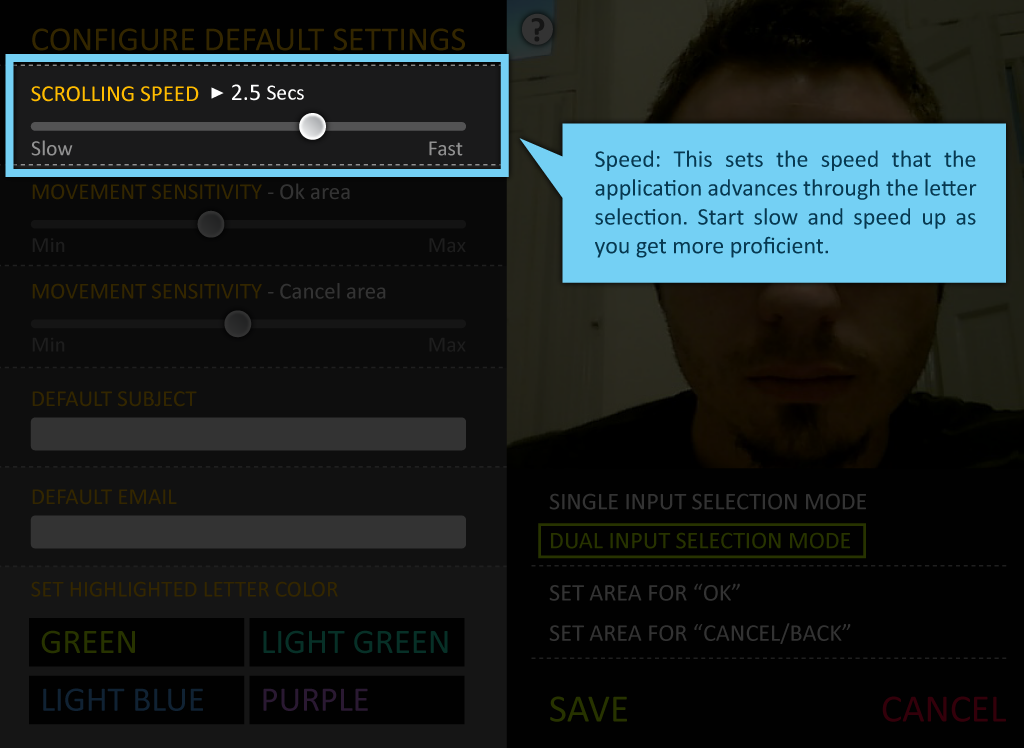 CONFIGURE DEFAULT SETTINGS
?
SCROLLING SPEED ► 2.5 Secs
Slow Fast
Speed: This sets the speed that the
application advances through the letter
selection. Start slow and speed up as
you get more proficient.
MOVEMENT SENSITIVITY - Ok area
Min Max
MOVEMENT SENSITIVITY - Cancel area
Min Max
DEFAULT SUBJECT
DEFAULT EMAIL
SET HIGHLIGHTED LETTER COLOR
GREEN LIGHT GREEN
LIGHT BLUE PURPLE
SINGLE INPUT SELECTION MODE
DUAL INPUT SELECTION MODE
SET AREA FOR “OK”
SET AREA FOR “CANCEL/BACK”
SAVE CANCEL